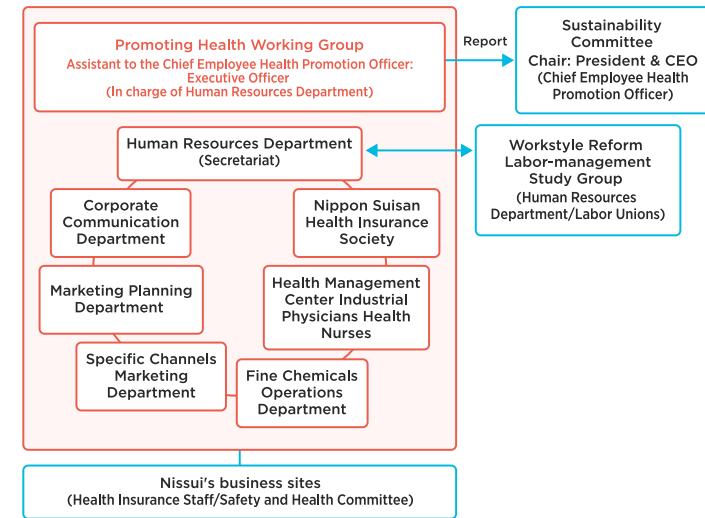 Promoting Health Working Group
Assistant to the Chief Employee Health Promotion Officer:
Executive Officer
(In charge of Human Resources Department)
Report
Sustainability
Committee
Chair: President & CEO
(Chief Employee Health
Promotion Officer)
Human Resources Department
(Secretariat)
Workstyle Reform
Labor-management
Study Group
(Human Resources
Department/Labor Unions)
Corporate
Communication
Department
Nippon Suisan
Health Insurance
Society
Marketing Planning
Department
Health Management
Center Industrial
Physicians Health
Nurses
Specific Channels
Marketing
Department
Fine Chemicals
Operations
Department
Nissui's business sites
(Health Insurance Staff/Safety and Health Committee)